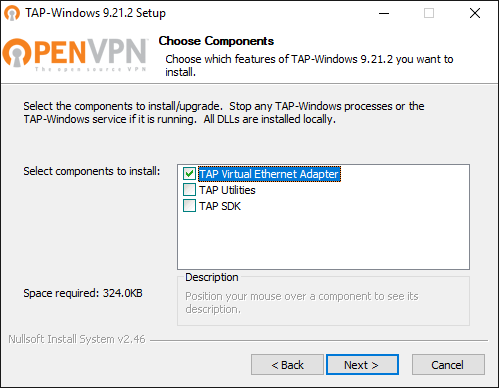 TAP-Windows 9.21.2 Setup
OPENVPN™
The open source VPN
Choose Components
Choose which features of TAP-Windows 9.21.2 you want to
install.
Select the components to install/upgrade. Stop any TAP-Windows processes or the
TAP-Windows service if it is running. All DLLs are installed locally.
Select components to install:
TAP Virtual Ethernet Adapter
TAP Utilities
TAP SDK
Space required: 324.0KB
Description
Position your mouse over a component to see its
description.
Nullsoft Install System v2.46
< Back
Next >
Cancel